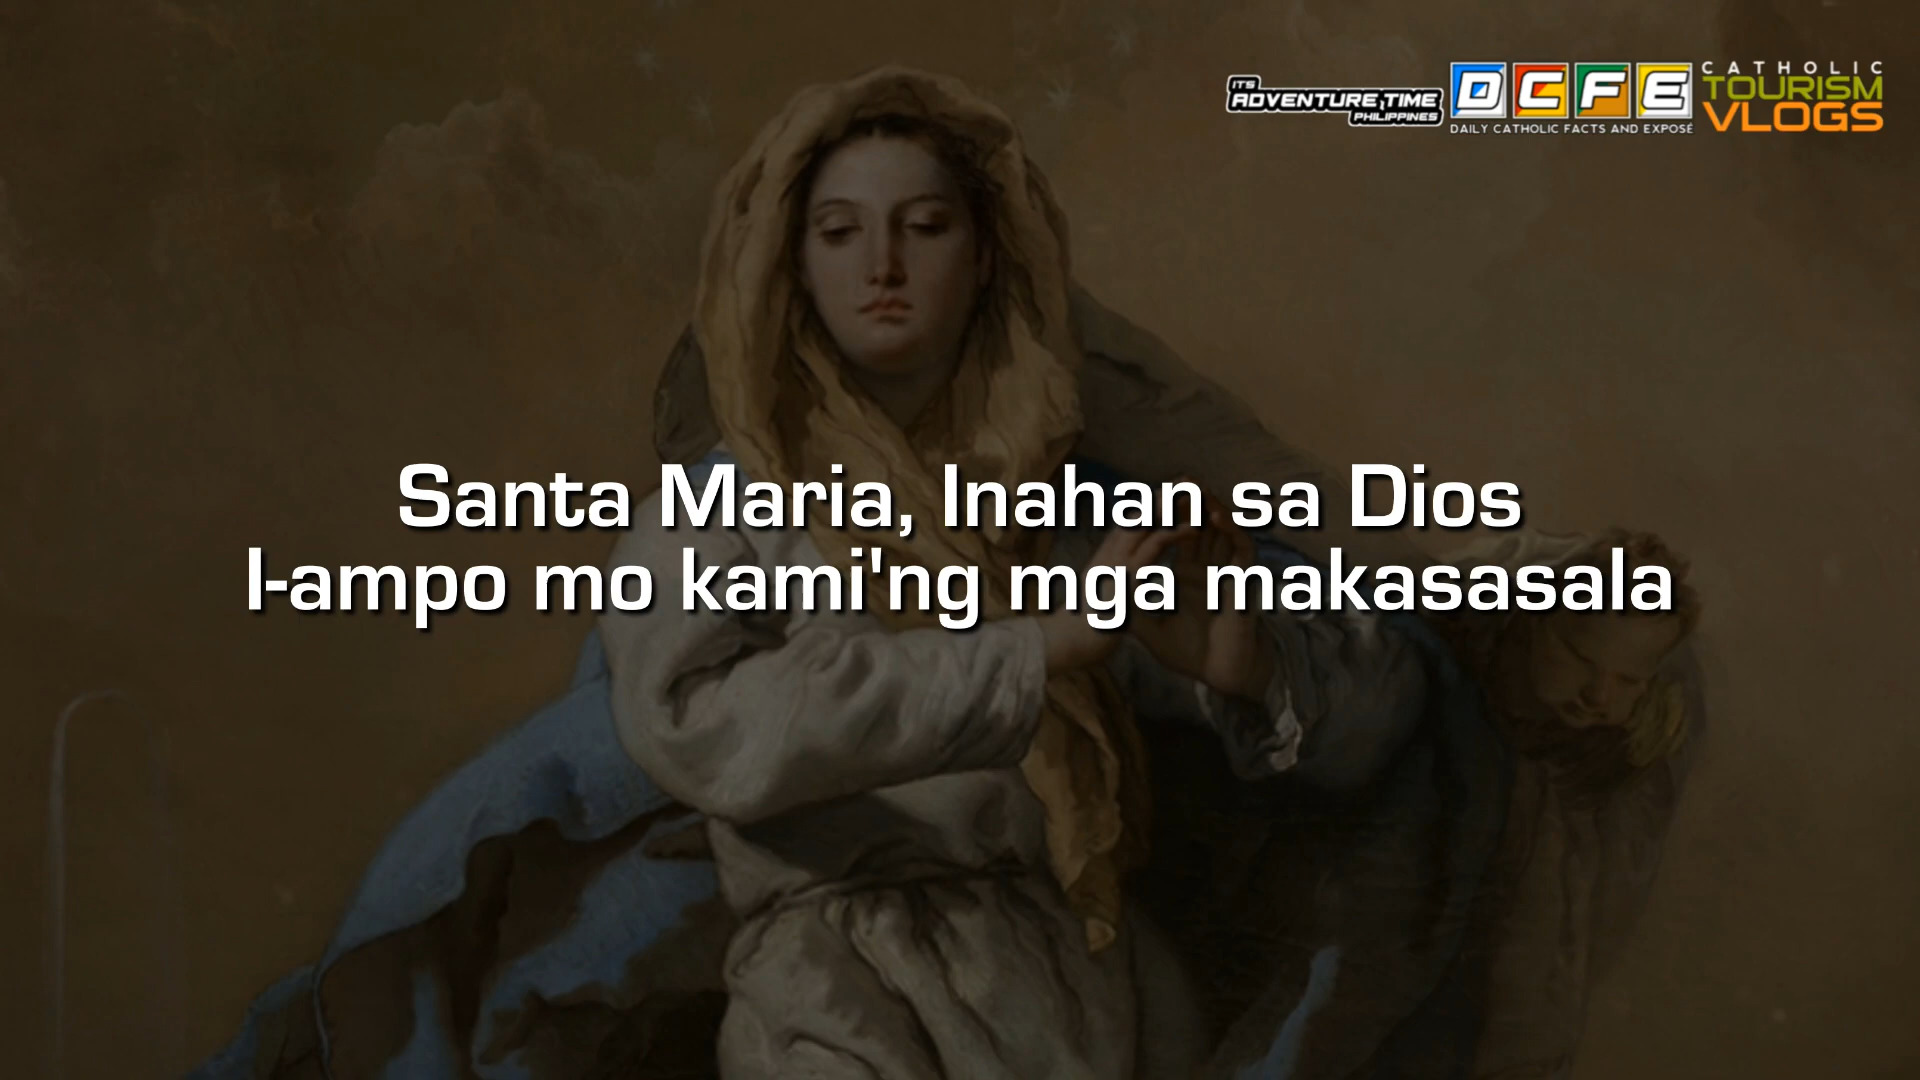 ITS
ADVENTURE TIME
PHILIPPINES
DCFE
DAILY CATHOLIC FACTS AND EXPOSÉ
CATHOLIC
TOURISM
VLOGS
Santa Maria, Inahan sa Dios
I-ampo mo kami'ng mga makasasala